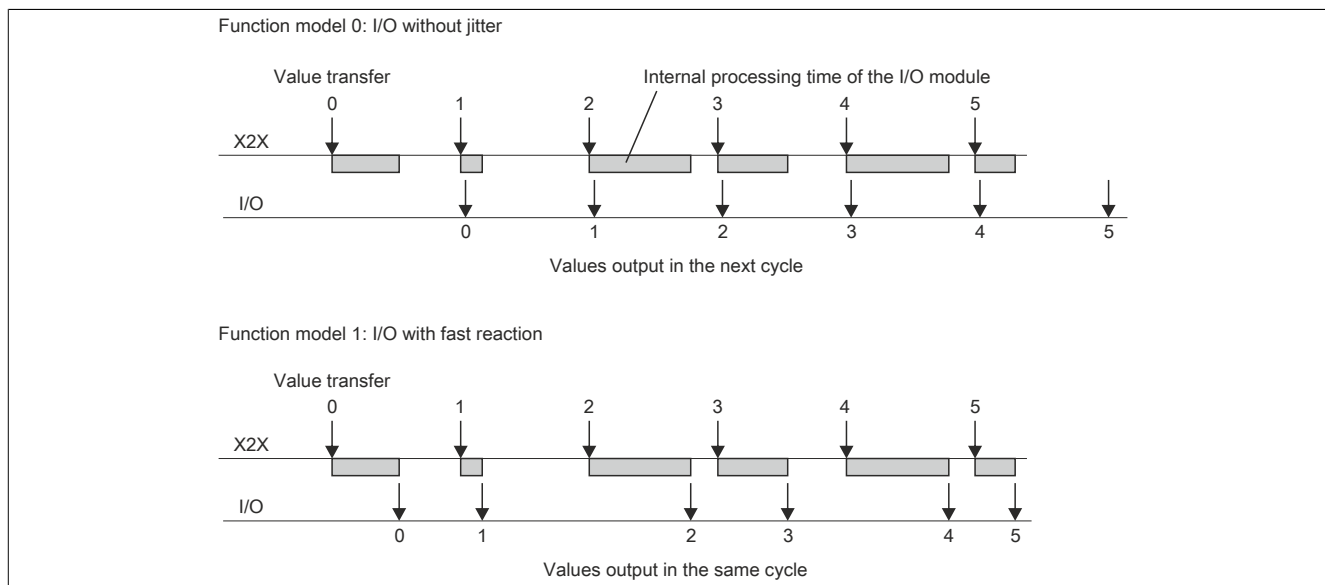 Function model 0: I/O without jitter
Value transfer
Internal processing time of the I/O module
0 1 2 3 4 5
X2X
I/O
0 1 2 3 4 5
Values output in the next cycle
Function model 1: I/O with fast reaction
Value transfer
0 1 2 3 4 5
X2X
I/O
0 1 2 3 4 5
Values output in the same cycle